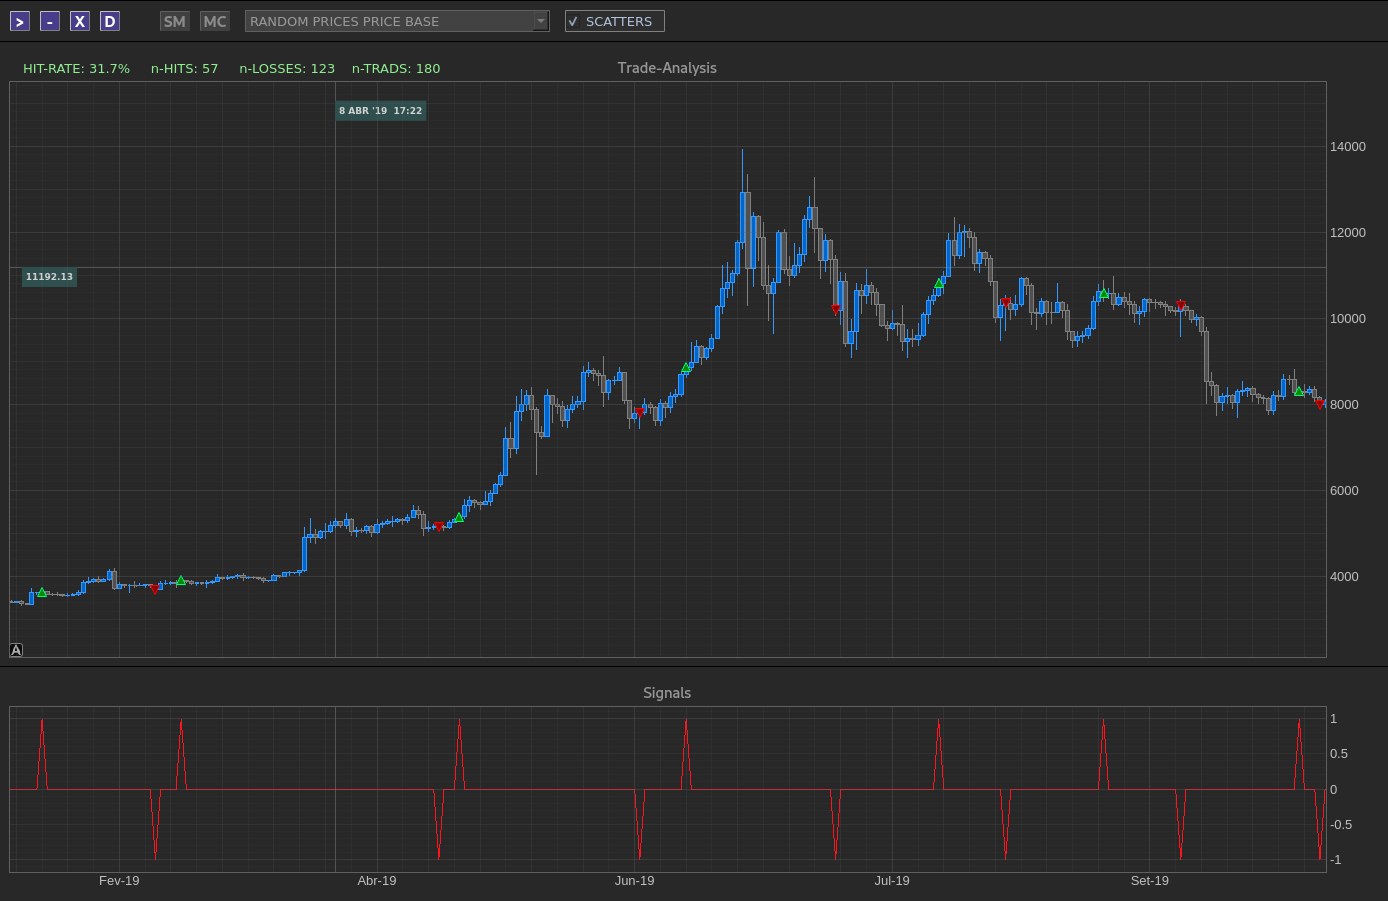 > - X D SM MC RANDOM PRICES PRICE BASE ✓ SCATTERS
HIT-RATE: 31.7% n-HITS: 57 n-LOSSES: 123 n-TRADS: 180 Trade-Analysis
8 ABR '19 17:22
14000
12000
11192.13
10000
8000
6000
4000
A
Signals
1
0.5
0
-0.5
-1
Fev-19 Abr-19 Jun-19 Jul-19 Set-19